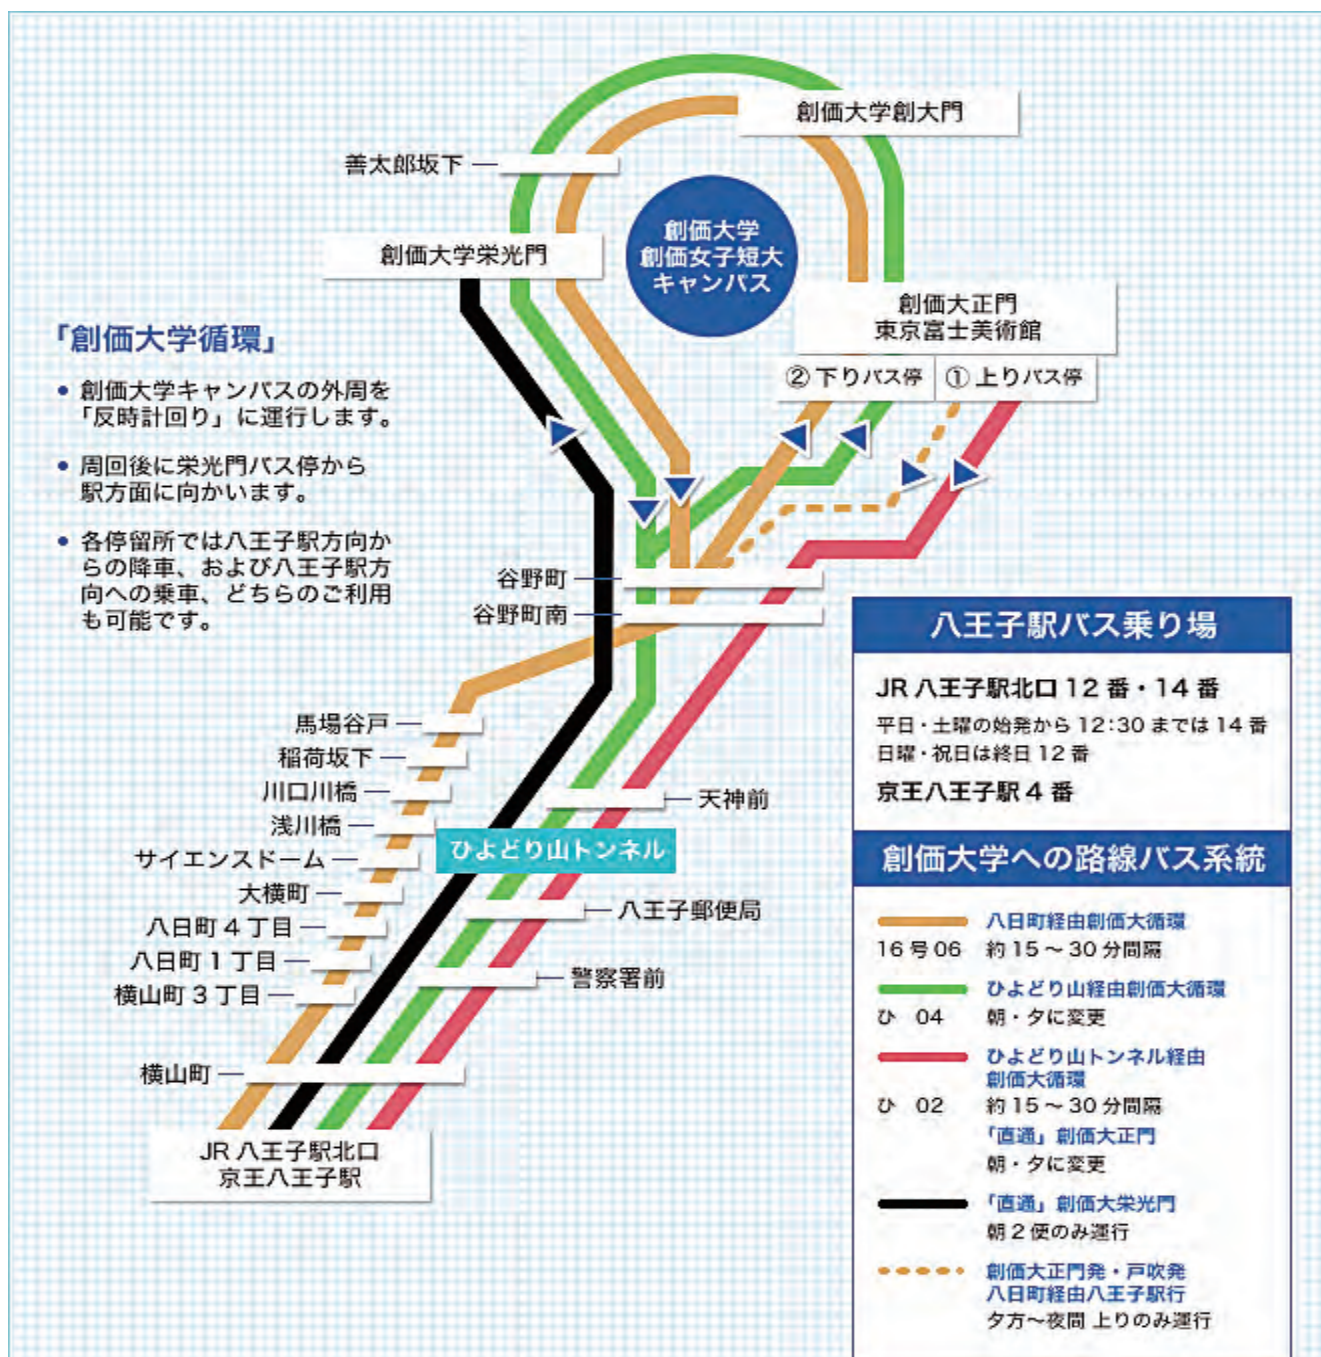 創価大学創大門
善太郎坂下
創価大学
創価女子短大
キャンパス
創価大学栄光門
創価大正門
東京富士美術館
②下りバス停
①上りバス停
「創価大学循環」
• 創価大学キャンパスの外周を
「反時計回り」に運行します。
• 周回後に栄光門バス停から
駅方面に向かいます。
• 各停留所では八王子駅方向か
らの降車、および八王子駅方
向への乗車、どちらのご利用
も可能です。
谷野町
谷野町南
馬場谷戸
稲荷坂下
川口川橋
浅川橋
サイエンスドーム
大横町
八日町4丁目
八日町1丁目
横山町3丁目
横山町
天神前
ひよどり山トンネル
八王子郵便局
警察署前
JR 八王子駅北口
京王八王子駅
八王子駅バス乗り場
JR 八王子駅北口 12 番・14 番
平日・土曜の始発から 12:30 までは 14 番
日曜・祝日は終日 12 番
京王八王子駅 4 番
創価大学への路線バス系統
八日町経由創価大循環
16 号 06 約 15 〜 30 分間隔
ひよどり山経由創価大循環
ひ 04 朝・夕に変更
ひよどり山トンネル経由
創価大循環
ひ 02 約 15 〜 30 分間隔
「直通」創価大正門
朝・夕に変更
「直通」創価大栄光門
朝 2 便のみ運行
創価大正門発・戸吹発
八日町経由八王子駅行
夕方〜夜間 上りのみ運行